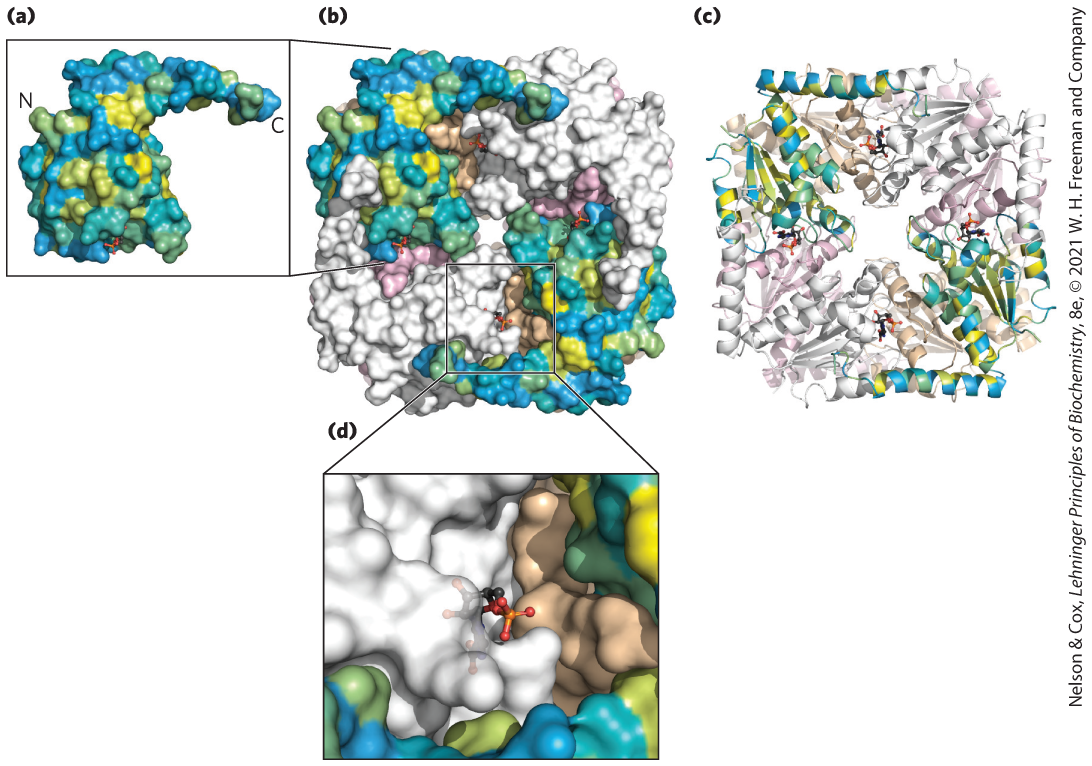 (a)
(b)
(c)
N
C
(d)
Nelson & Cox, Lehninger Principles of Biochemistry, 8e, © 2021 W. H. Freeman and Company